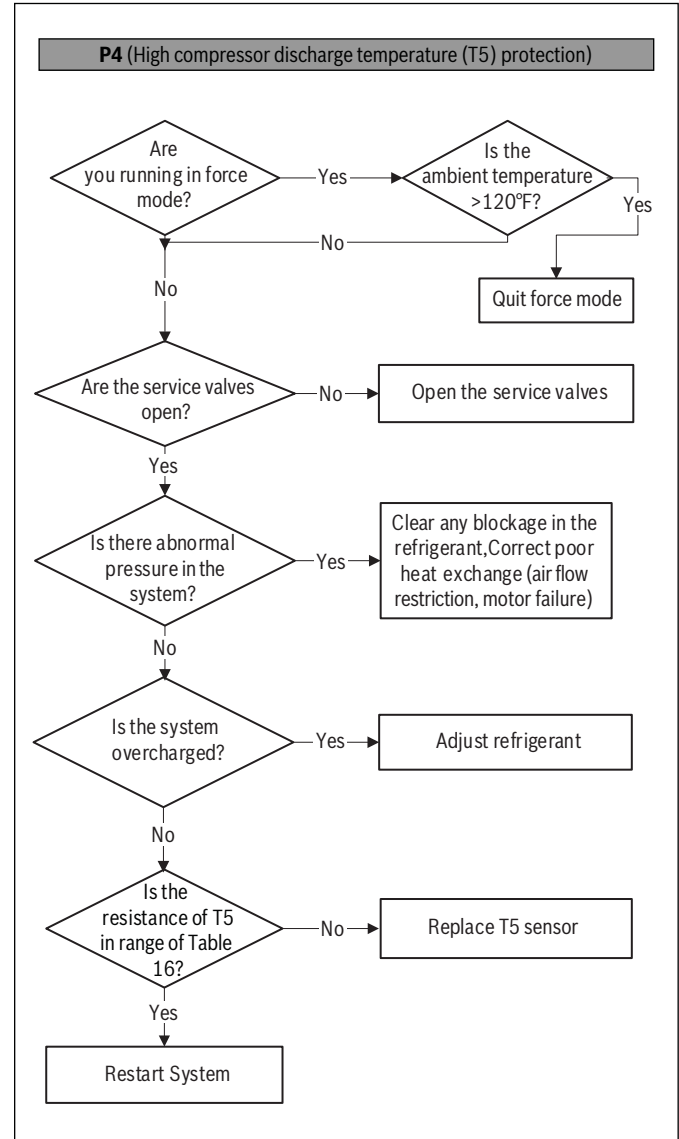 P4 (High compressor discharge temperature (T5) protection)
Are
you running in force
mode?
Yes
Is the
ambient temperature
>120°F?
Yes
No
No
Quit force mode
Are the service valves
open?
No
Open the service valves
Yes
Is there abnormal
pressure in the
system?
Yes
Clear any blockage in the
refrigerant,Correct poor
heat exchange (air flow
restriction, motor failure)
No
Is the system
overcharged?
Yes
Adjust refrigerant
No
Is the
resistance of T5
in range of Table
16?
No
Replace T5 sensor
Yes
Restart System